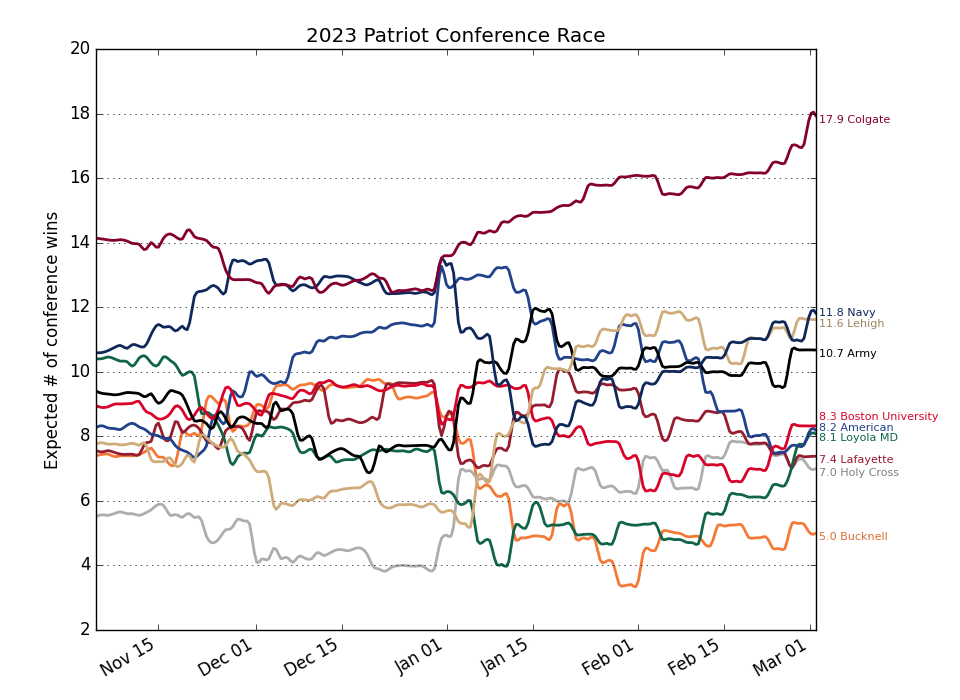 2023 Patriot Conference Race
Expected # of conference wins
20
18
16
14
12
10
8
6
4
2
17.9 Colgate
11.8 Navy
11.6 Lehigh
10.7 Army
8.3 Boston University
8.2 American
8.1 Loyola MD
7.4 Lafayette
7.0 Holy Cross
5.0 Bucknell
Nov 15
Dec 01
Dec 15
Jan 01
Jan 15
Feb 01
Feb 15
Mar 01